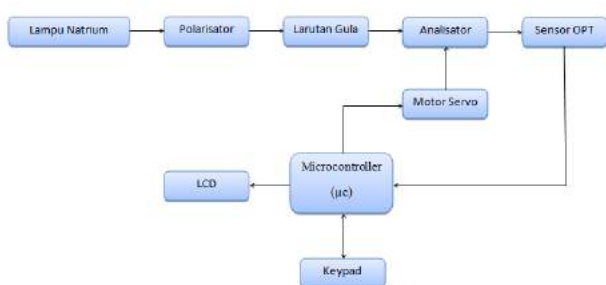 Lampu Natrium
Polarisator
Larutan Gula
Analisator
Sensor OPT
Motor Servo
Microcontroller
(µc)
LCD
Keypad